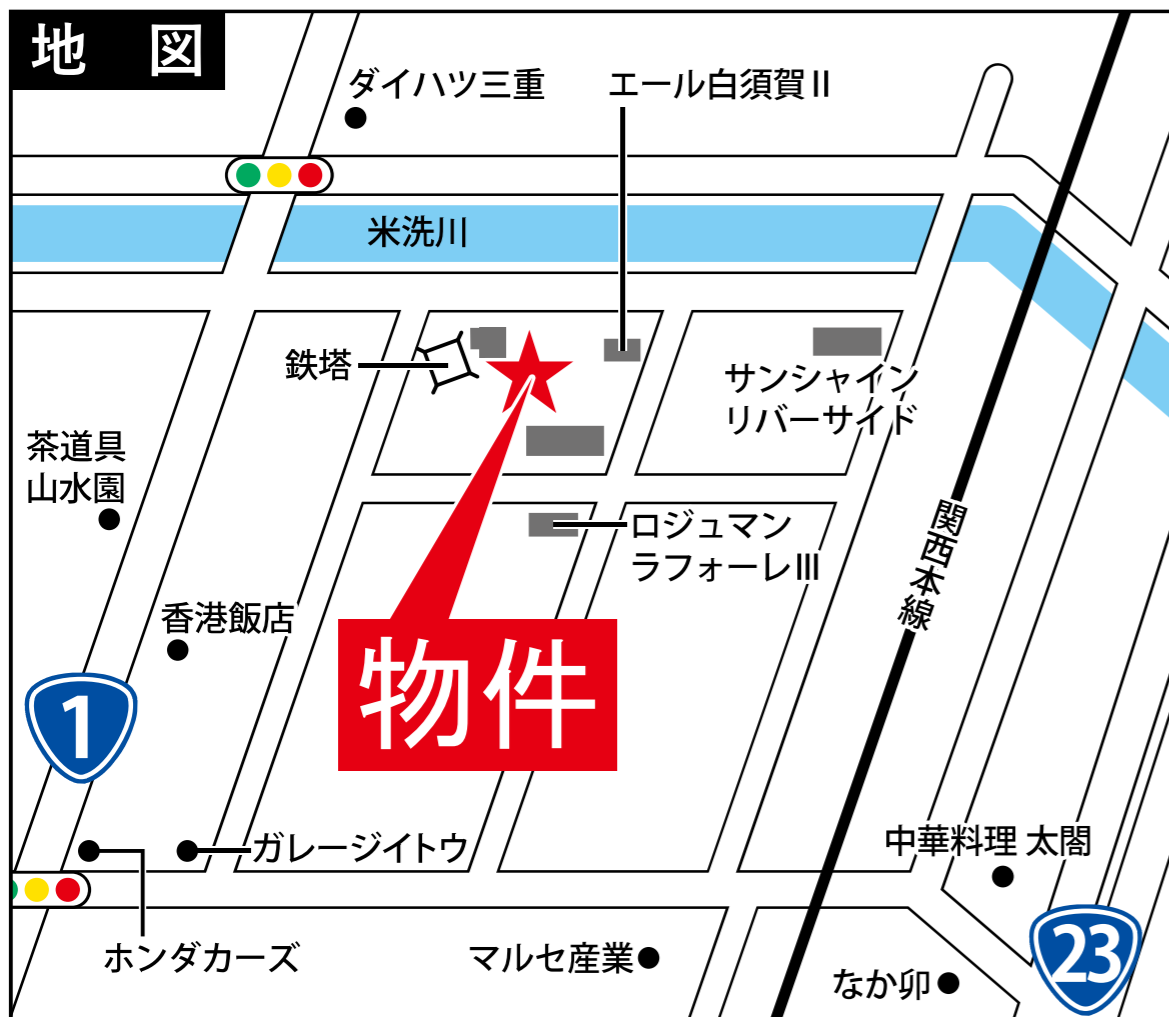 地 図
ダイハツ三重
エール白須賀Ⅱ
米洗川
鉄塔
サンシャイン
リバーサイド
茶道具
山水園
ロジュマン
ラフォーレⅢ
関西本線
香港飯店
物件
1
ガレージイトウ
中華料理 太閤
ホンダカーズ
マルセ産業
なか卯
23